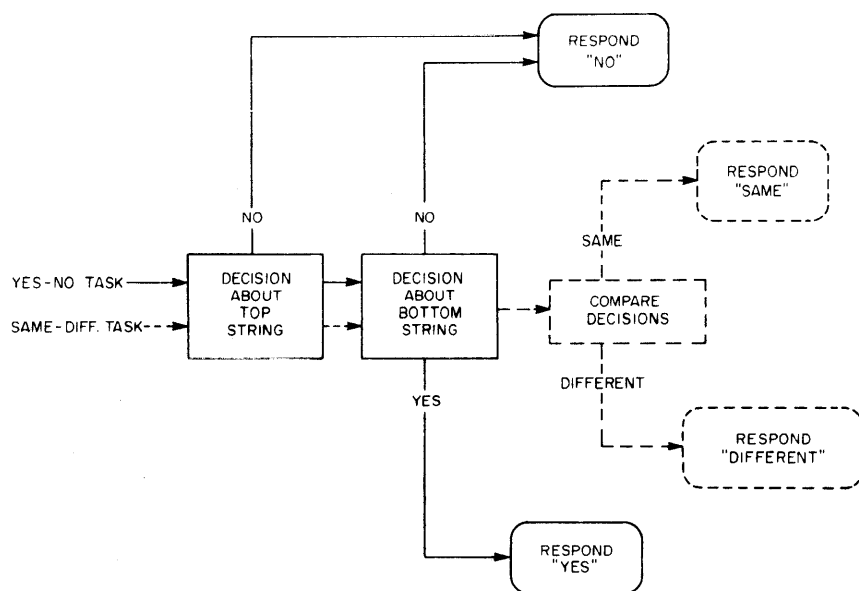 RESPOND
"NO"
RESPOND
"SAME"
NO
NO
SAME
YES-NO TASK
DECISION
ABOUT
TOP
STRING
DECISION
ABOUT
BOTTOM
STRING
COMPARE
DECISIONS
SAME-DIFF. TASK
DIFFERENT
YES
RESPOND
"DIFFERENT"
RESPOND
"YES"